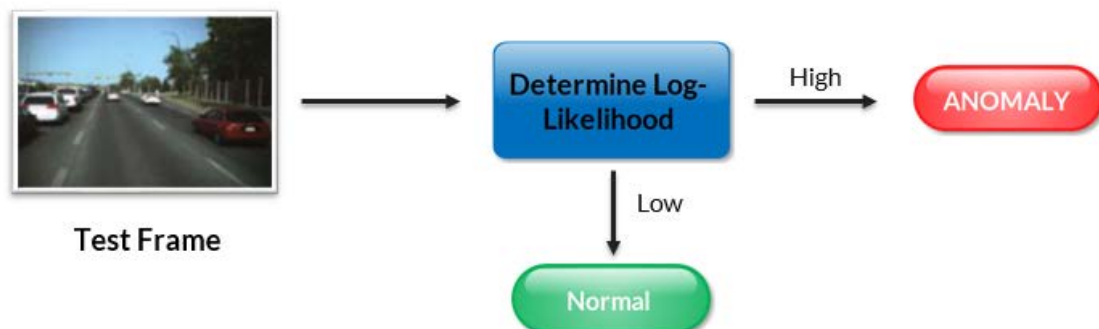 Determine Log-
Likelihood
High
ANOMALY
Low
Test Frame
Normal